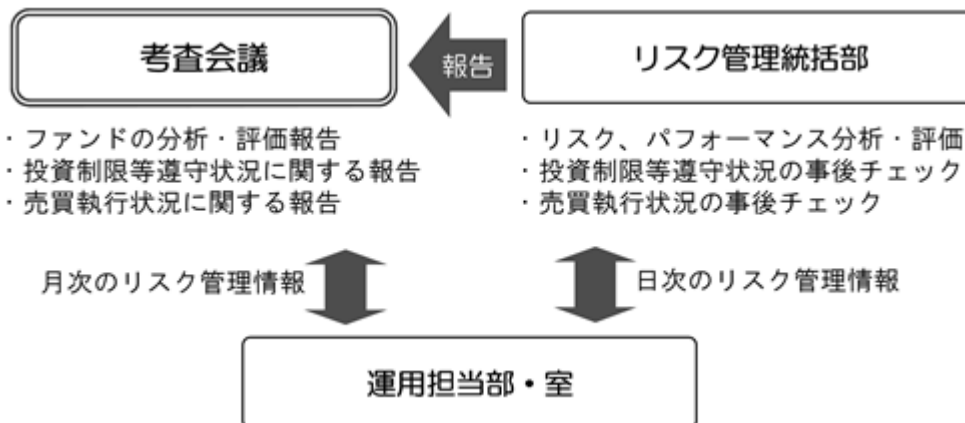 考査会議
報告
リスク管理統括部
・ファンドの分析・評価報告
・投資制限等遵守状況に関する報告
・売買執行状況に関する報告
・リスク、パフォーマンス分析・評価
・投資制限等遵守状況の事後チェック
・売買執行状況の事後チェック
月次のリスク管理情報
日次のリスク管理情報
運用担当部・室